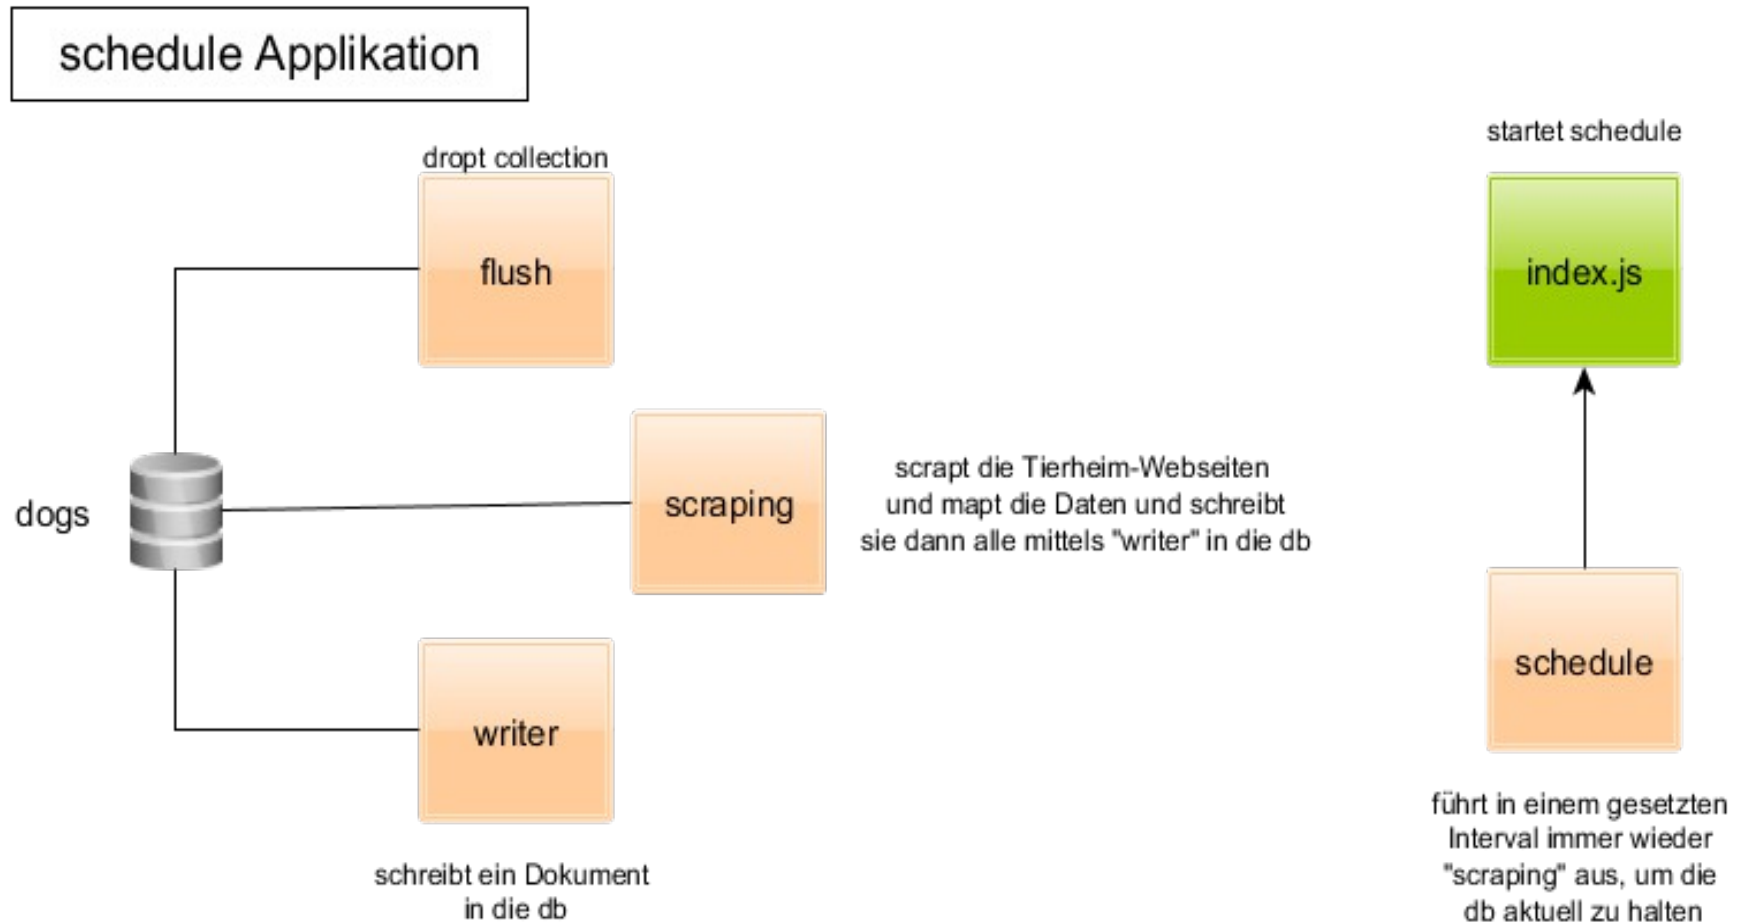 schedule Applikation
dropt collection
flush
dogs
scraping
scrapt die Tierheim-Webseiten
und mapt die Daten und schreibt
sie dann alle mittels "writer" in die db
writer
schreibt ein Dokument
in die db
startet schedule
index.js
schedule
führt in einem gesetzten
Interval immer wieder
"scraping" aus, um die
db aktuell zu halten